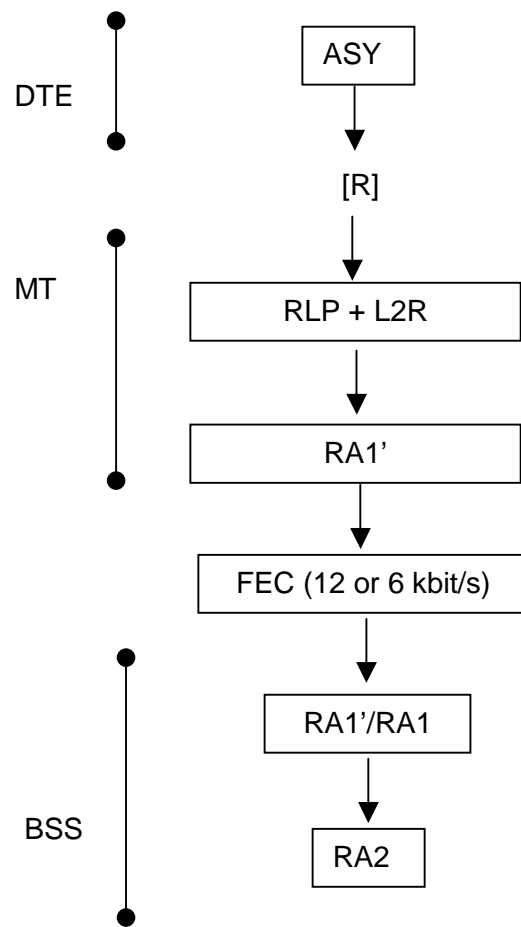 ASY
DTE
[R]
MT
RLP + L2R
RA1’
FEC (12 or 6 kbit/s)
RA1’/RA1
BSS
RA2